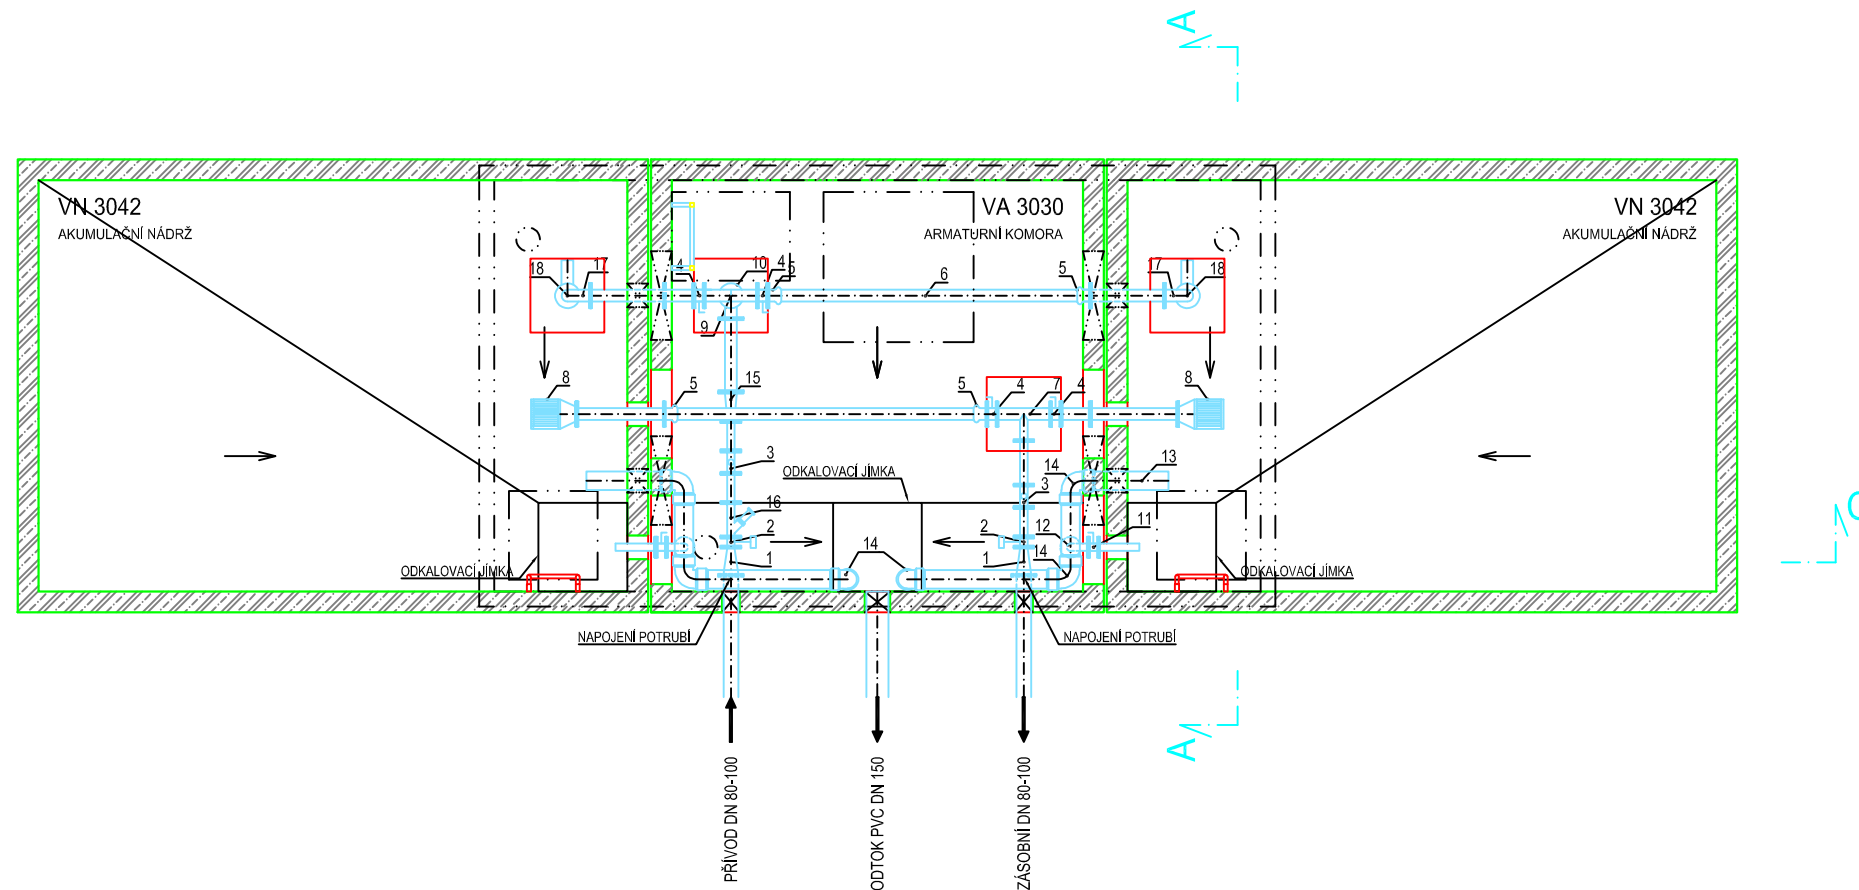 A
VN 3042
AKUMULAČNÍ NÁDRŽ
VA 3030
ARMATURNÍ KOMORA
VN 3042
AKUMULAČNÍ NÁDRŽ
18
17
4
10
4
5
6
5
17
18
9
8
5
15
5
4
7
4
8
3
ODKALOVACÍ JÍMKA
14
13
3
16
2
2
12
11
C
1
14
1
14
ODKALOVACÍ JÍMKA
ODKALOVACÍ JÍMKA
NAPOJENÍ POTRUBÍ
NAPOJENÍ POTRUBÍ
A
PŘÍVOD DN 80-100
ODTOK PVC DN 150
ZÁSOBNÍ DN 80-100